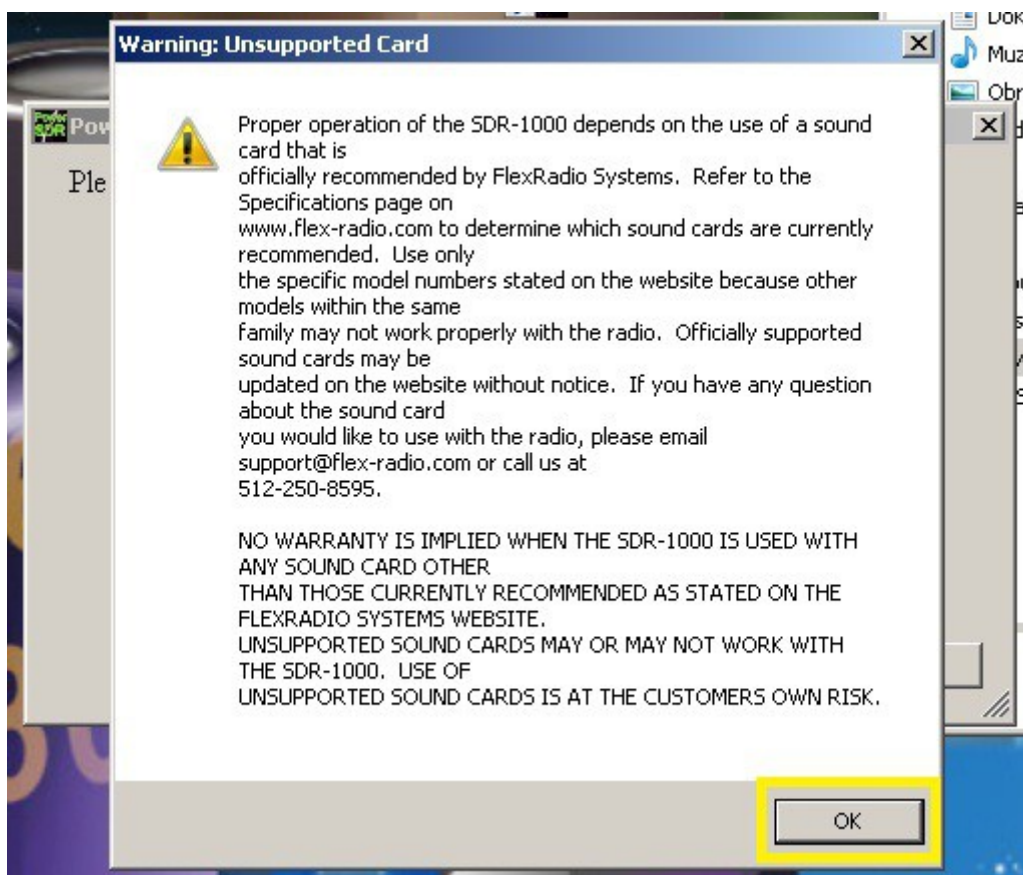 Warning: Unsupported Card
Proper operation of the SDR-1000 depends on the use of a sound
card that is
officially recommended by FlexRadio Systems.  Refer to the
Specifications page on
www.flex-radio.com to determine which sound cards are currently
recommended.  Use only
the specific model numbers stated on the website because other
models within the same
family may not work properly with the radio.  Officially supported
sound cards may be
updated on the website without notice.  If you have any question
about the sound card
you would like to use with the radio, please email
support@flex-radio.com or call us at
512-250-8595.
NO WARRANTY IS IMPLIED WHEN THE SDR-1000 IS USED WITH
ANY SOUND CARD OTHER
THAN THOSE CURRENTLY RECOMMENDED AS STATED ON THE
FLEXRADIO SYSTEMS WEBSITE.
UNSUPPORTED SOUND CARDS MAY OR MAY NOT WORK WITH
THE SDR-1000.  USE OF
UNSUPPORTED SOUND CARDS IS AT THE CUSTOMERS OWN RISK.
OK
Power SDR
Pow
Ple
Dok
Muz
Obr